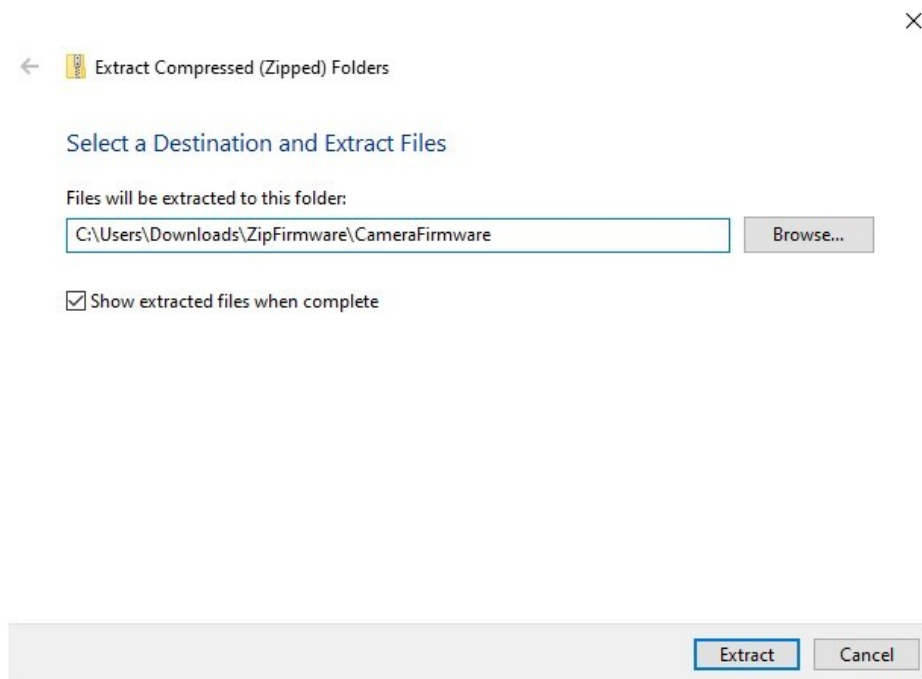 Extract Compressed (Zipped) Folders
Select a Destination and Extract Files
Files will be extracted to this folder:
C:\Users\Downloads\ZipFirmware\CameraFirmware
Browse...
Show extracted files when complete
Extract
Cancel